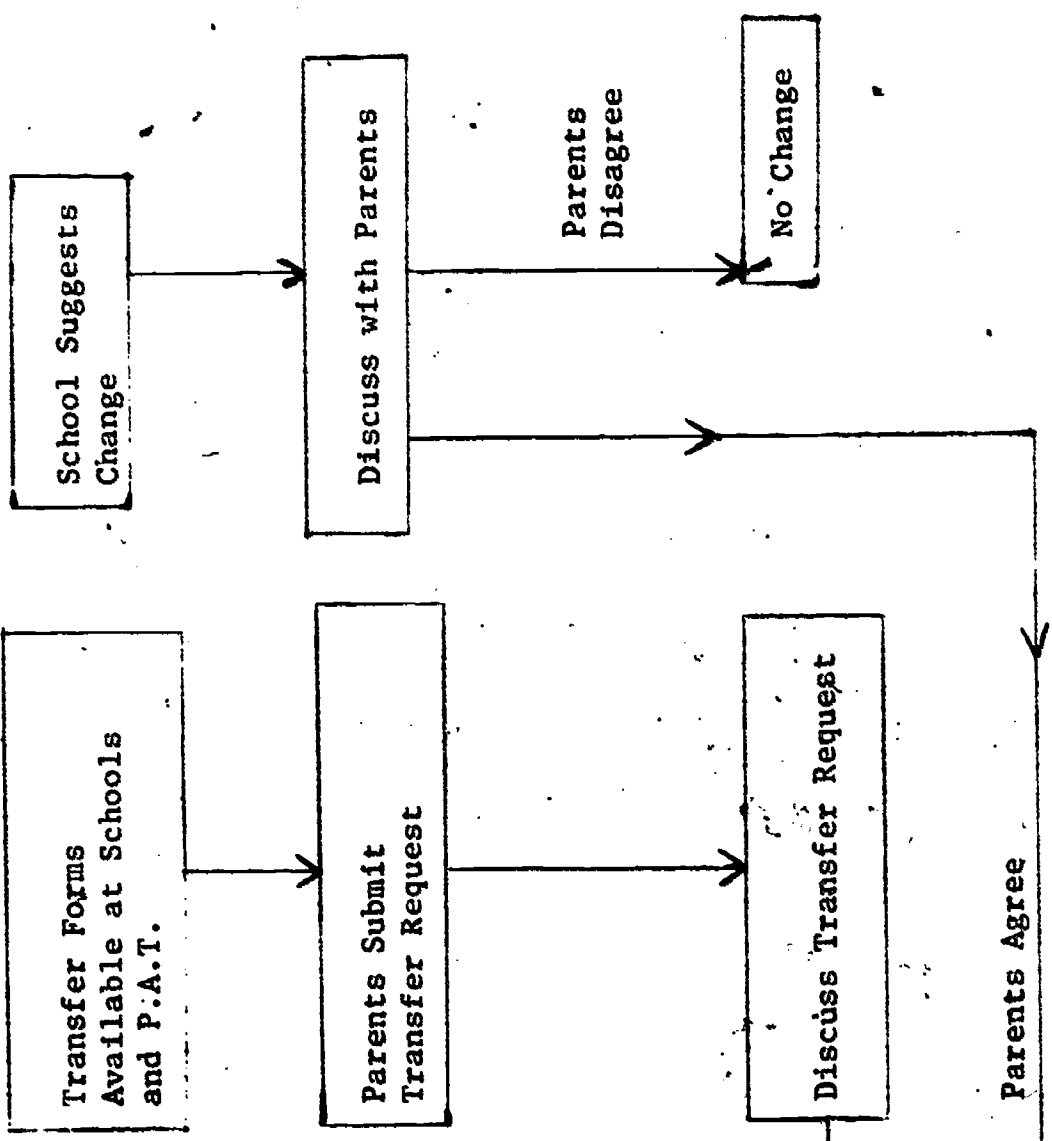 School Suggests
Change
Discuss with Parents
Parents
Disagree
No Change
Transfer Forms
Available at Schools
and P.A.T.
Parents Submit
Transfer Request
Discuss Transfer Request
Parents Agree